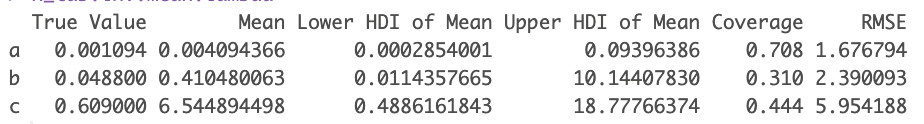 True Value Mean Lower HDI of Mean Upper HDI of Mean Coverage RMSE
a 0.001094 0.004094366 0.0002854001 0.09396386 0.708 1.676794
b 0.048800 0.410480063 0.0114357665 10.14407830 0.310 2.390093
c 0.609000 6.544894498 0.4886161843 18.77766374 0.444 5.954188